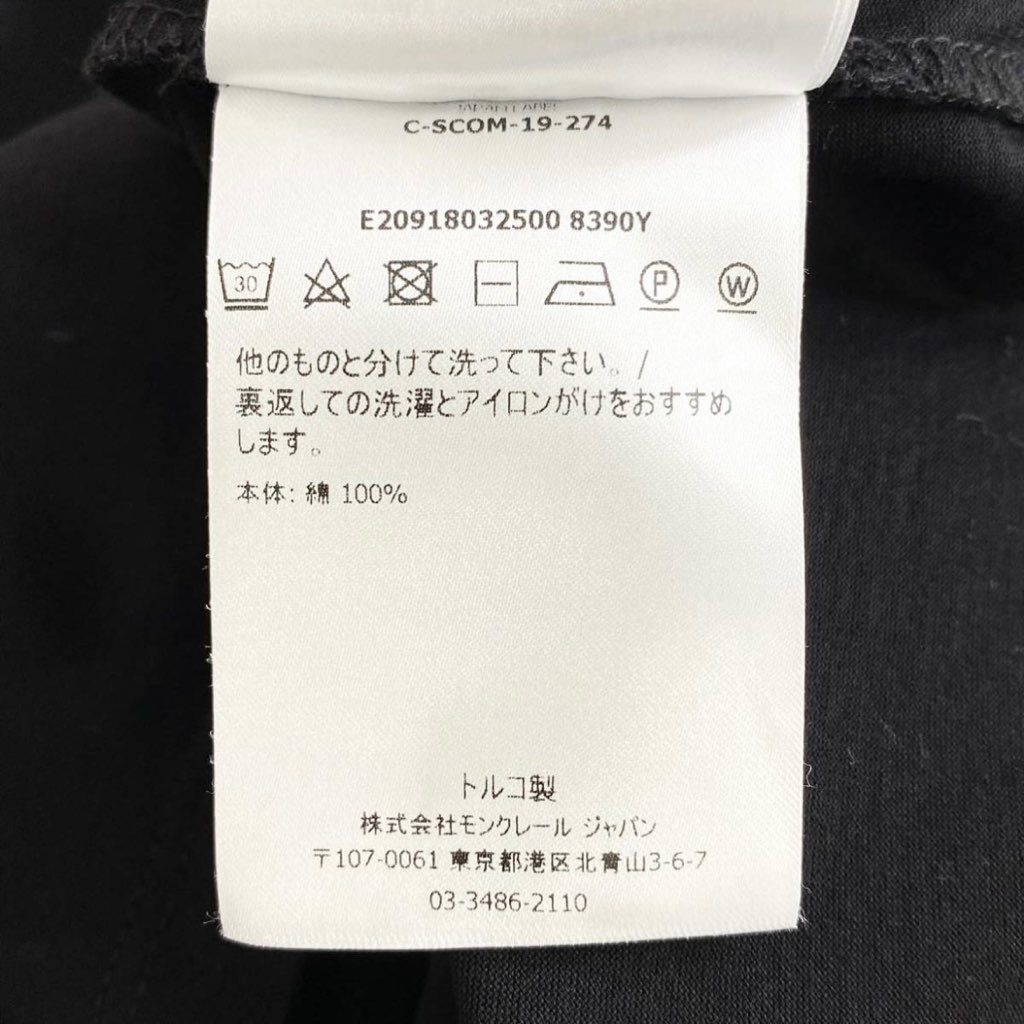 JAPAN LABEL
C-SCOM-19-274
E20918032500 8390Y
30
P
W
他のものと分けて洗って下さい。/
裏返しての洗濯とアイロンがけをおすすめ
します。
本体: 綿 100%
トルコ製
株式会社モンクレール ジャパン
〒107-0061 東京都港区北青山3-6-7
03-3486-2110